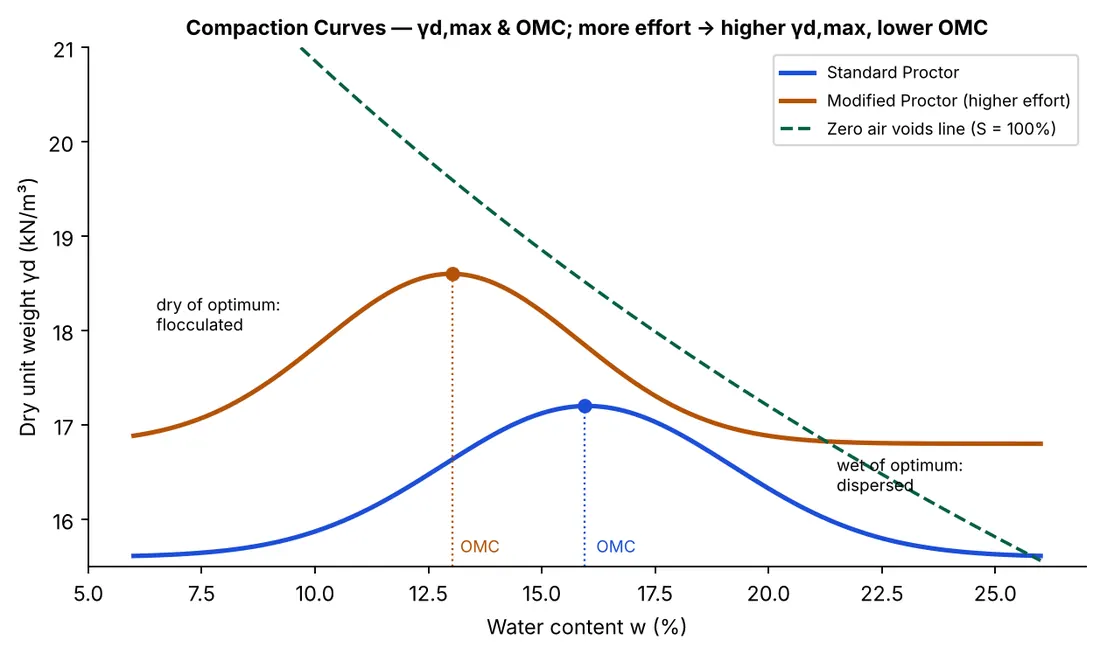 Compaction Curves — γd,max & OMC; more effort → higher γd,max, lower OMC
Standard Proctor
Modified Proctor (higher effort)
Zero air voids line (S = 100%)
Dry unit weight γd (kN/m³)
21
20
19
18
17
16
dry of optimum:
flocculated
wet of optimum:
dispersed
OMC
OMC
5.0
7.5
10.0
12.5
15.0
17.5
20.0
22.5
25.0
Water content w (%)